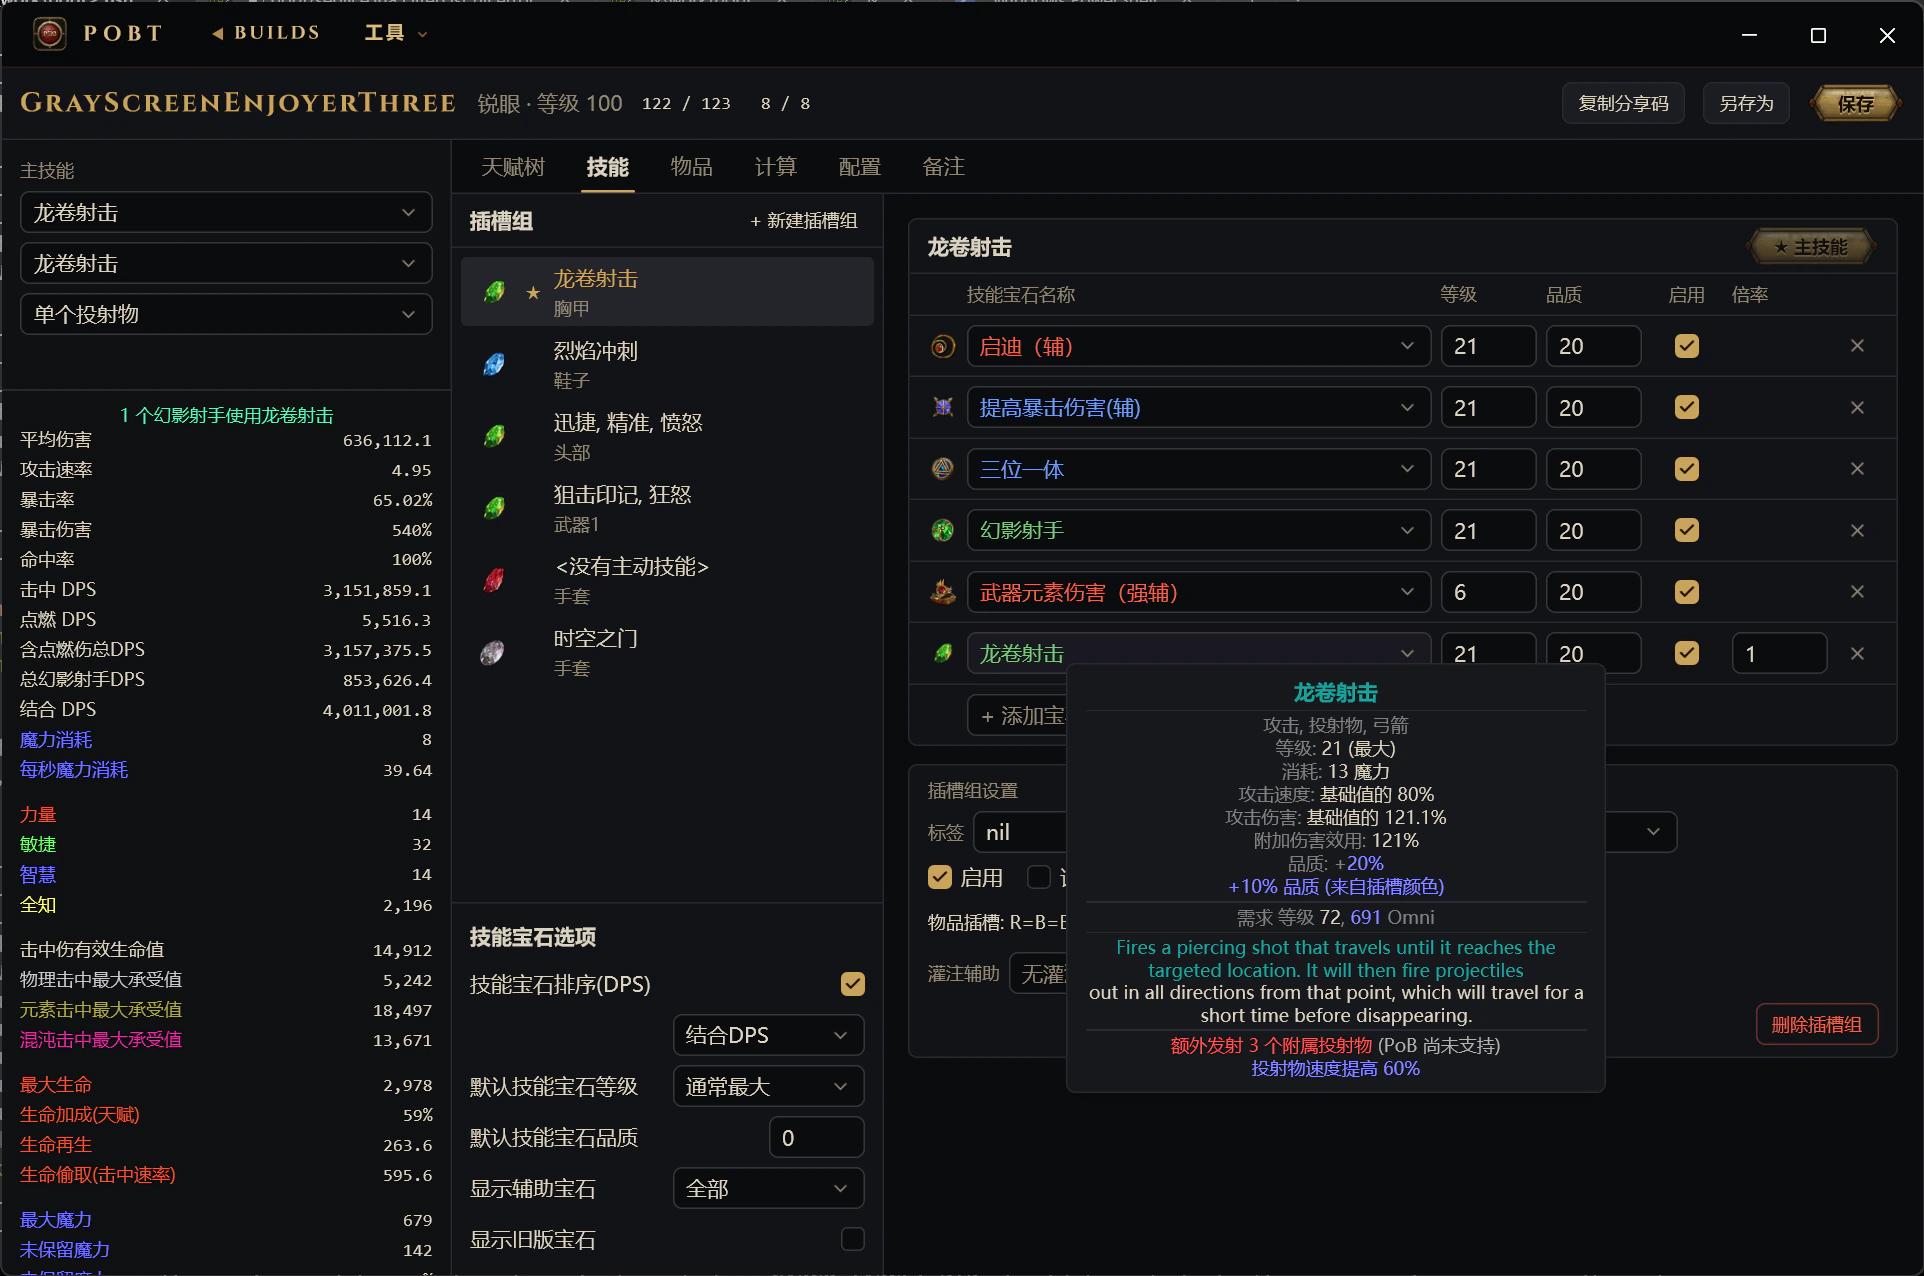 POBT
BUILDS
工具
GRAYSCREENENJOYERTHREE 锐眼 · 等级 100 122 / 123 8 / 8
复制分享码 另存为 保存
主技能
龙卷射击
龙卷射击
单个投射物
1 个幻影射手使用龙卷射击
平均伤害 636,112.1
攻击速率 4.95
暴击率 65.02%
暴击伤害 540%
命中率 100%
击中 DPS 3,151,859.1
点燃 DPS 5,516.3
含点燃伤总DPS 3,157,375.5
总幻影射手DPS 853,626.4
结合 DPS 4,011,001.8
魔力消耗 8
每秒魔力消耗 39.64
力量 14
敏捷 32
智慧 14
全知 2,196
击中伤有效生命值 14,912
物理击中最大承受值 5,242
元素击中最大承受值 18,497
混沌击中最大承受值 13,671
最大生命 2,978
生命加成(天赋) 59%
生命再生 263.6
生命偷取(击中速率) 595.6
最大魔力 679
未保留魔力 142
天赋树 技能 物品 计算 配置 备注
插槽组 + 新建插槽组
★ 龙卷射击
胸甲
烈焰冲刺
鞋子
迅捷, 精准, 愤怒
头部
狙击印记, 狂怒
武器1
<没有主动技能>
手套
时空之门
手套
技能宝石选项
技能宝石排序(DPS)
结合DPS
默认技能宝石等级 通常最大
默认技能宝石品质 0
显示辅助宝石 全部
显示旧版宝石
龙卷射击 ★ 主技能
技能宝石名称 等级 品质 启用 倍率
启迪（辅） 21 20
提高暴击伤害(辅) 21 20
三位一体 21 20
幻影射手 21 20
武器元素伤害（强辅） 6 20
龙卷射击 21 20 1
+ 添加宝
插槽组设置
标签 nil
启用
物品插槽: R=B=
灌注辅助 无灌
删除插槽组
龙卷射击
攻击, 投射物, 弓箭
等级: 21 (最大)
消耗: 13 魔力
攻击速度: 基础值的 80%
攻击伤害: 基础值的 121.1%
附加伤害效用: 121%
品质: +20%
+10% 品质 (来自插槽颜色)
需求 等级 72, 691 Omni
Fires a piercing shot that travels until it reaches the
targeted location. It will then fire projectiles
out in all directions from that point, which will travel for a
short time before disappearing.
额外发射 3 个附属投射物 (PoB 尚未支持)
投射物速度提高 60%